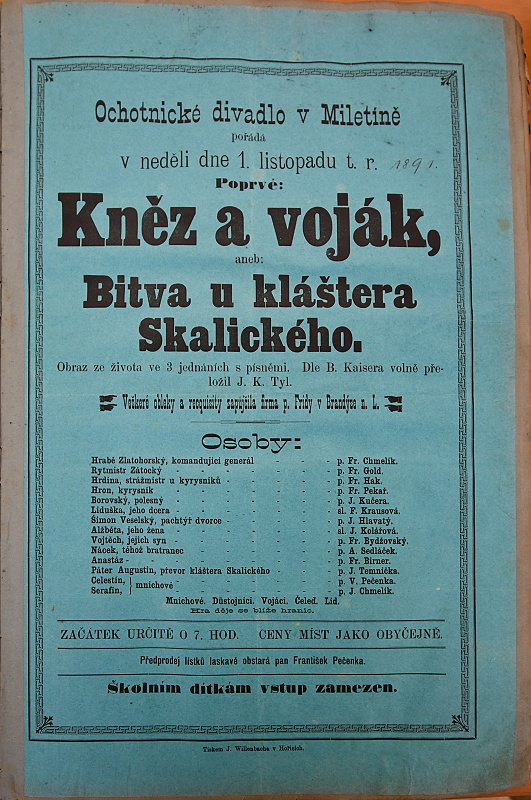 Ochotnické divadlo v Miletíně
pořádá
v neděli dne 1. listopadu t. r. 1891.
Poprvé:
Kněz a voják,
aneb:
Bitva u kláštera
Skalického.
Obraz ze života ve 3 jednáních s písněmi. Dle B. Kaisera volně pře-
ložil J. K. Tyl.
Veškeré obleky a requisity zapůjčila firma p. Fridy v Brandýse n. L.
Osoby:
Hrabě Zlatohorský, komandující generál - - - p. Fr. Chmelík.
Rytmistr Zátocký - - - - - - p. Fr. Gold.
Hrdina, strážmistr u kyrysníků - - - - - p. Fr. Hak.
Hron, kyrysník - - - - - - p. Fr. Pekař.
Borovský, polesný - - - - - - p. J. Kučera.
Liduška, jeho dcera - - - - - - sl. F. Krausová.
Šimon Veselský, pachtýř dvorce - - - - - p. J. Hlavatý.
Alžběta, jeho žena - - - - - - sl. J. Kolářová.
Vojtěch, jejich syn - - - - - - p. Fr. Bydžovský.
Nácek, téhož bratranec - - - - - p. A. Sedláček.
Anastáz - - - - - - - p. Fr. Birner.
Páter Augustin, převor kláštera Skalického - - - p. J. Temnička.
Celestin, } mnichové - - - - - p. V. Pečenka.
Serafin, - - - - - p. J. Chmelík.
Mnichové. Důstojníci. Vojáci. Čeleď. Lid.
Hra děje se blíže hranic.
ZAČÁTEK URČITĚ O 7. HOD. CENY MÍST JAKO OBYČEJNĚ.
Předprodej lístků laskavě obstará pan František Pečenka.
Školním dítkám vstup zamezen.
Tiskem J. Willenbacha v Hořicích.